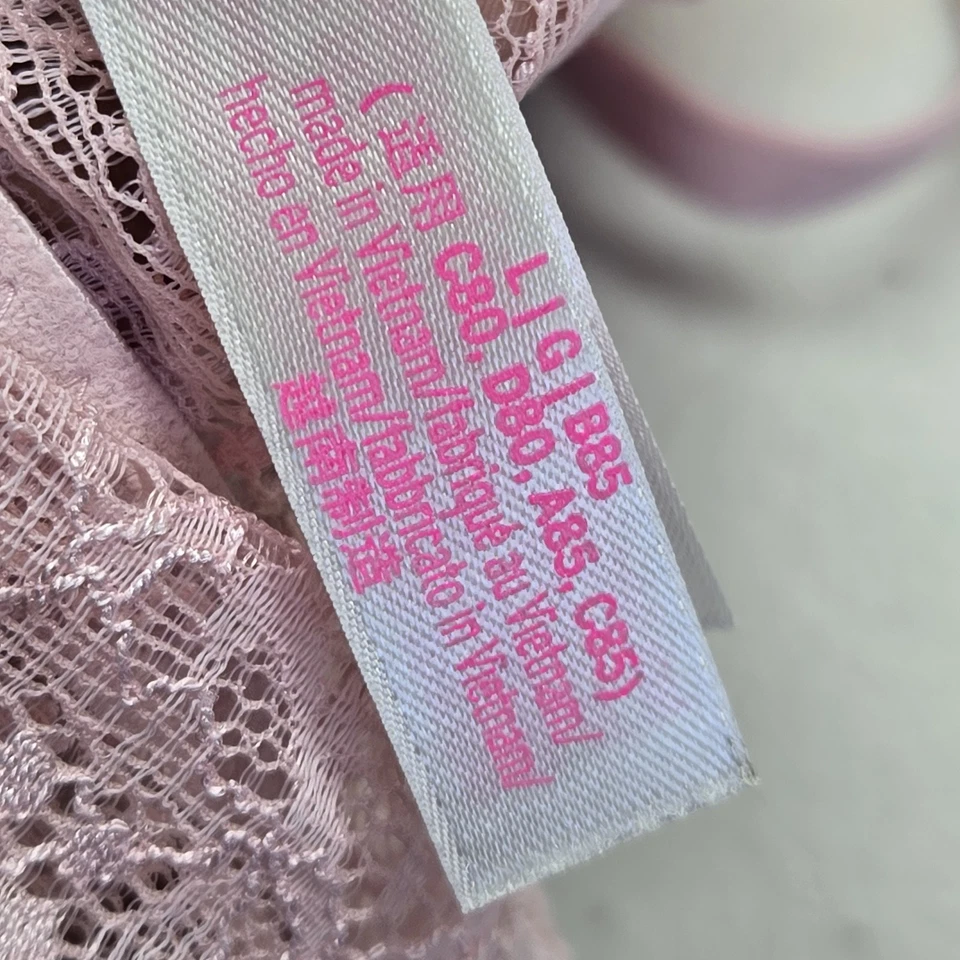 L | G | B85
(适用 C80, D80, A85, C85)
made in Vietnam/fabriqué au Vietnam/
hecho en Vietnam/fabbricato in Vietnam/
越南制造